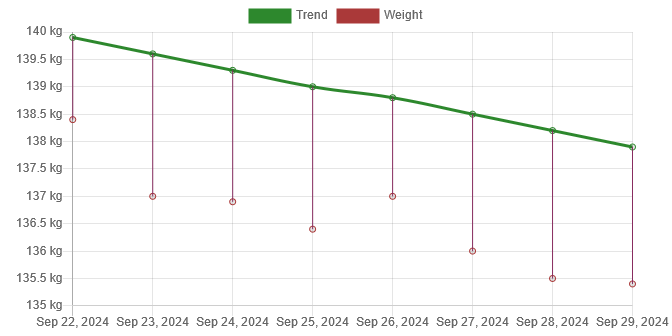 Trend Weight
140 kg
139.5 kg
139 kg
138.5 kg
138 kg
137.5 kg
137 kg
136.5 kg
136 kg
135.5 kg
135 kg
Sep 22, 2024 Sep 23, 2024 Sep 24, 2024 Sep 25, 2024 Sep 26, 2024 Sep 27, 2024 Sep 28, 2024 Sep 29, 2024